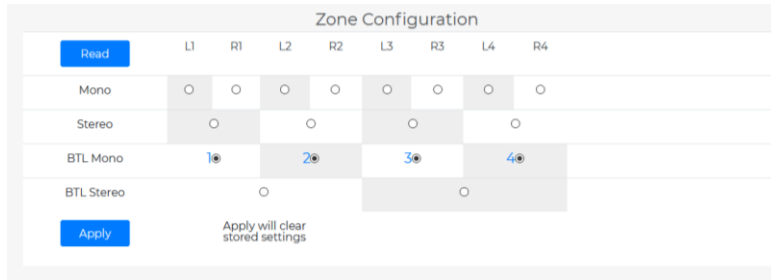 Zone Configuration
Read L1 R1 L2 R2 L3 R3 L4 R4
Mono
Stereo
BTL Mono 1 2 3 4
BTL Stereo
Apply Apply will clear
stored settings